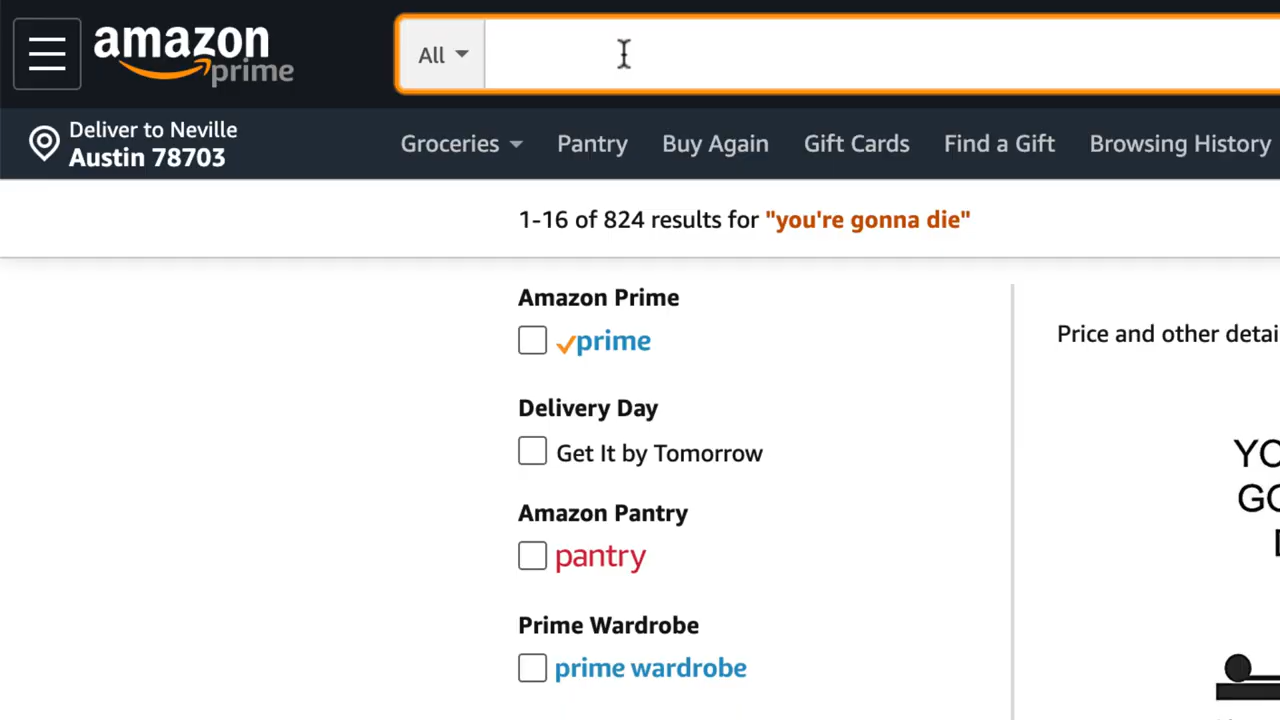 amazon
prime
All
Deliver to Neville
Austin 78703
Groceries
Pantry
Buy Again
Gift Cards
Find a Gift
Browsing History
1-16 of 824 results for "you're gonna die"
Amazon Prime
prime
Delivery Day
Get It by Tomorrow
Amazon Pantry
pantry
Prime Wardrobe
prime wardrobe
Price and other